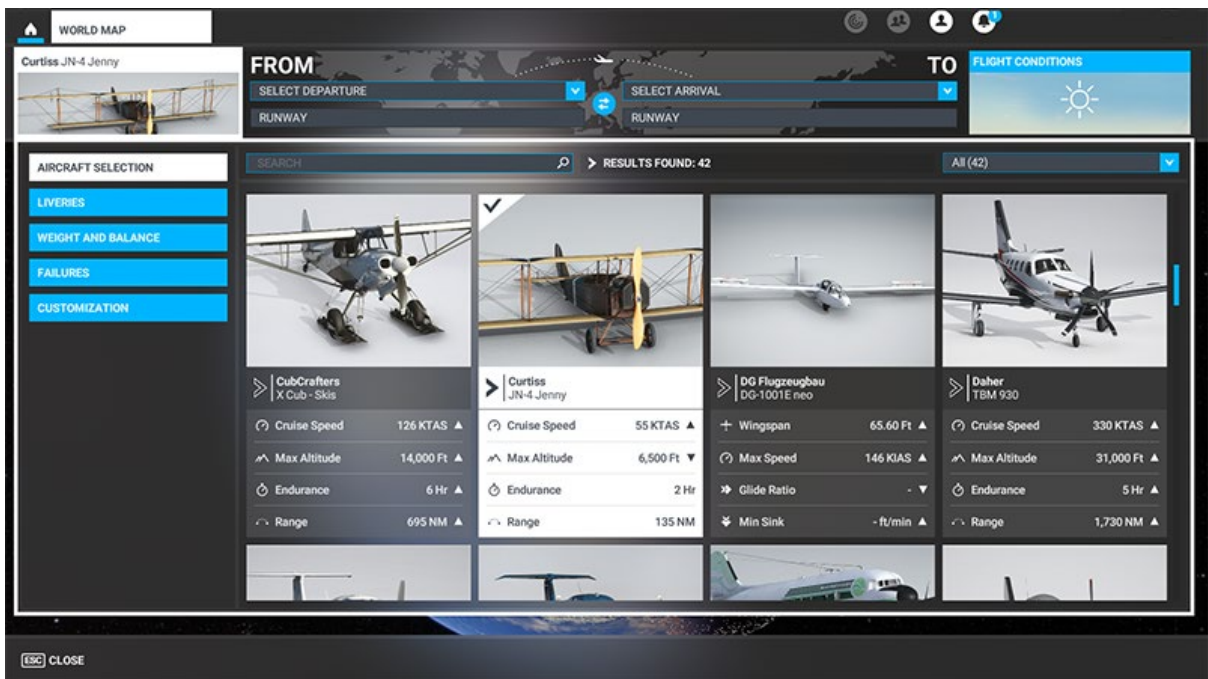 WORLD MAP
1
Curtiss JN-4 Jenny
FROM
TO
FLIGHT CONDITIONS
SELECT DEPARTURE
SELECT ARRIVAL
RUNWAY
RUNWAY
AIRCRAFT SELECTION
LIVERIES
WEIGHT AND BALANCE
FAILURES
CUSTOMIZATION
SEARCH
RESULTS FOUND: 42
All (42)
CubCrafters
X Cub - Skis
Cruise Speed 126 KTAS ▲
Max Altitude 14,000 Ft ▲
Endurance 6 Hr ▲
Range 695 NM ▲
Curtiss
JN-4 Jenny
Cruise Speed 55 KTAS ▲
Max Altitude 6,500 Ft ▼
Endurance 2 Hr
Range 135 NM
DG Flugzeugbau
DG-1001E neo
Wingspan 65.60 Ft ▲
Max Speed 146 KIAS ▲
Glide Ratio - ▼
Min Sink - ft/min ▲
Daher
TBM 930
Cruise Speed 330 KTAS ▲
Max Altitude 31,000 Ft ▲
Endurance 5 Hr ▲
Range 1,730 NM ▲
ESC CLOSE